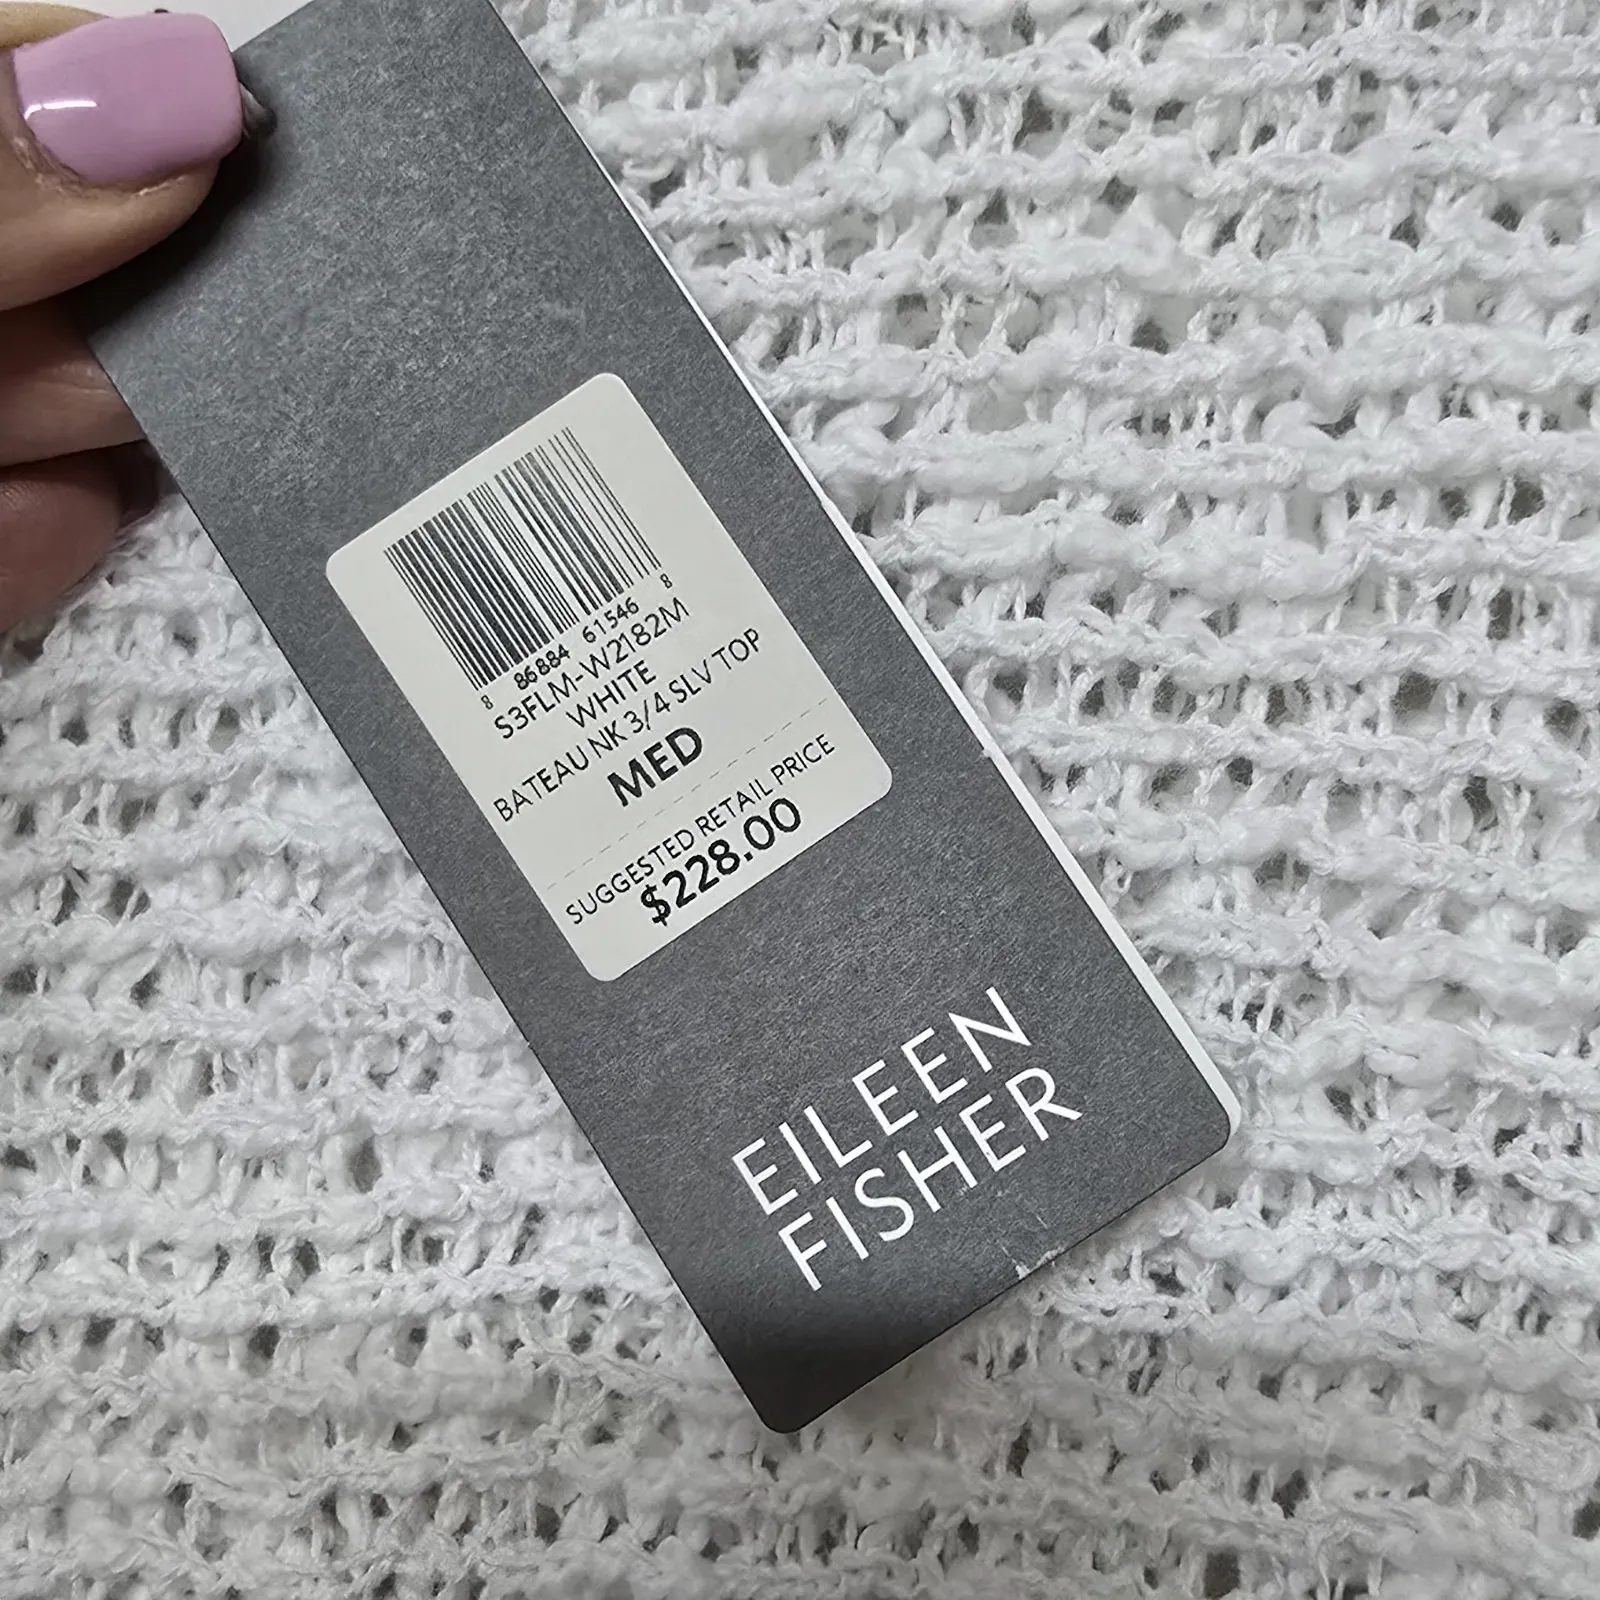 8 86884 61546 8
S3FLM-W2182M
WHITE
BATEAU NK 3/4 SLV TOP
MED
SUGGESTED RETAIL PRICE
$228.00
EILEEN
FISHER